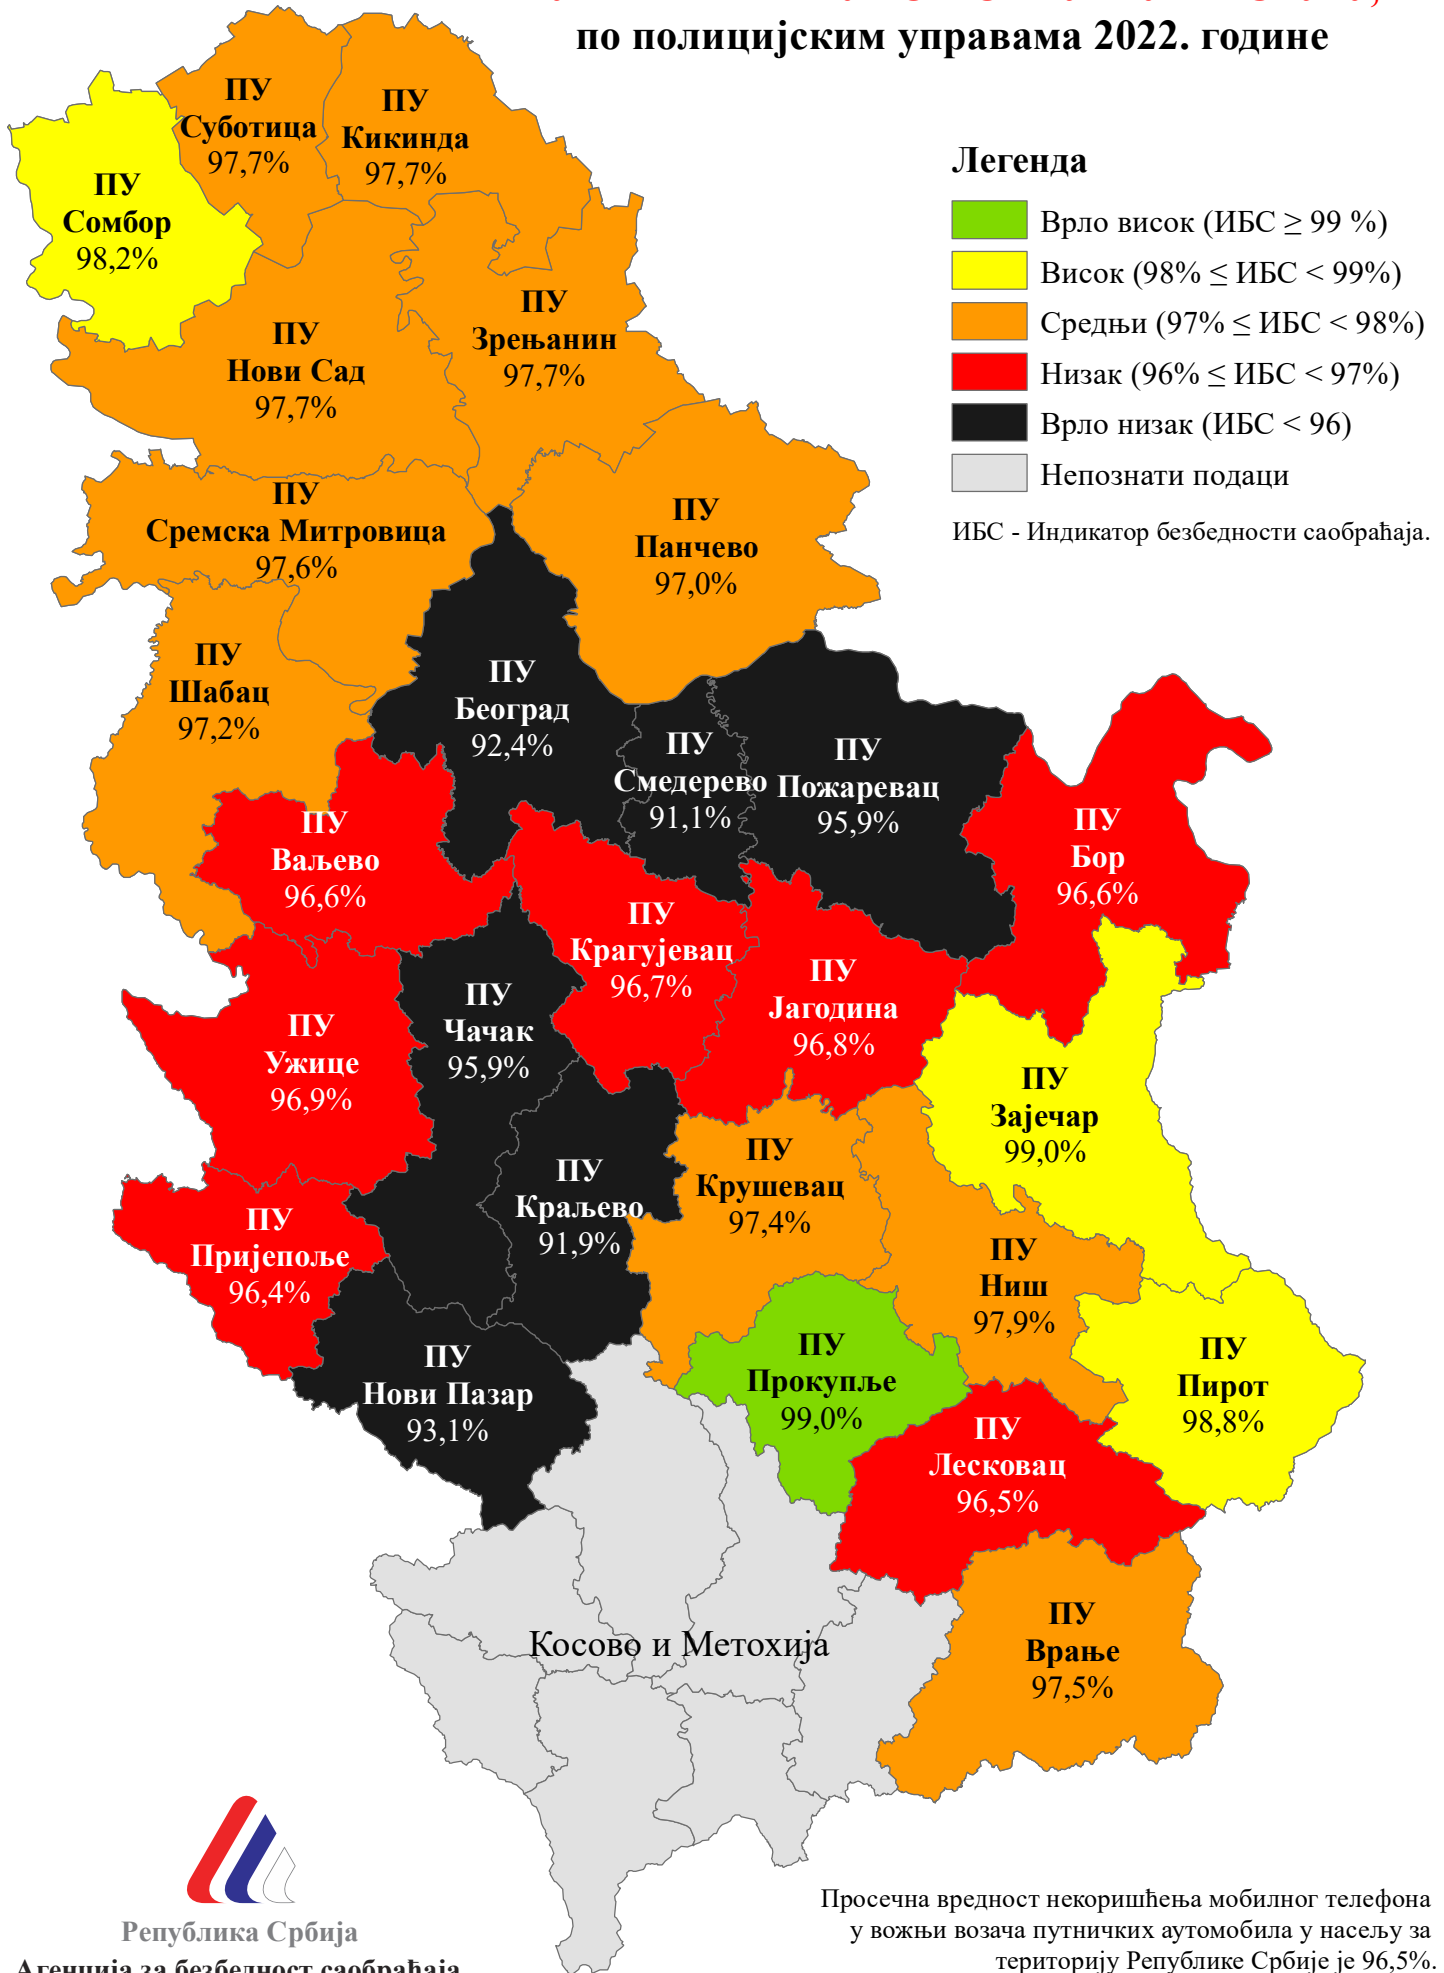 по полицијским управама 2022. године
ПУ
Суботица
97,7%
ПУ
Кикинда
97,7%
ПУ
Сомбор
98,2%
Легенда
Врло висок (ИБС ≥ 99 %)
Висок (98% ≤ ИБС < 99%)
Средњи (97% ≤ ИБС < 98%)
Низак (96% ≤ ИБС < 97%)
Врло низак (ИБС < 96)
Непознати подаци
ИБС - Индикатор безбедности саобраћаја.
ПУ
Нови Сад
97,7%
ПУ
Зрењанин
97,7%
ПУ
Сремска Митровица
97,6%
ПУ
Панчево
97,0%
ПУ
Шабац
97,2%
ПУ
Београд
92,4%
ПУ
Смедерево
91,1%
ПУ
Пожаревац
95,9%
ПУ
Ваљево
96,6%
ПУ
Бор
96,6%
ПУ
Крагујевац
96,7%
ПУ
Јагодина
96,8%
ПУ
Чачак
95,9%
ПУ
Ужице
96,9%
ПУ
Зајечар
99,0%
ПУ
Краљево
91,9%
ПУ
Крушевац
97,4%
ПУ
Пријепоље
96,4%
ПУ
Ниш
97,9%
ПУ
Нови Пазар
93,1%
ПУ
Прокупље
99,0%
ПУ
Пирот
98,8%
ПУ
Лесковац
96,5%
ПУ
Врање
97,5%
Косово и Метохија
Република Србија
Агенција за безбедност саобраћаја
Просечна вредност некоришћења мобилног телефона
у вожњи возача путничких аутомобила у насељу за
територију Републике Србије је 96,5%.